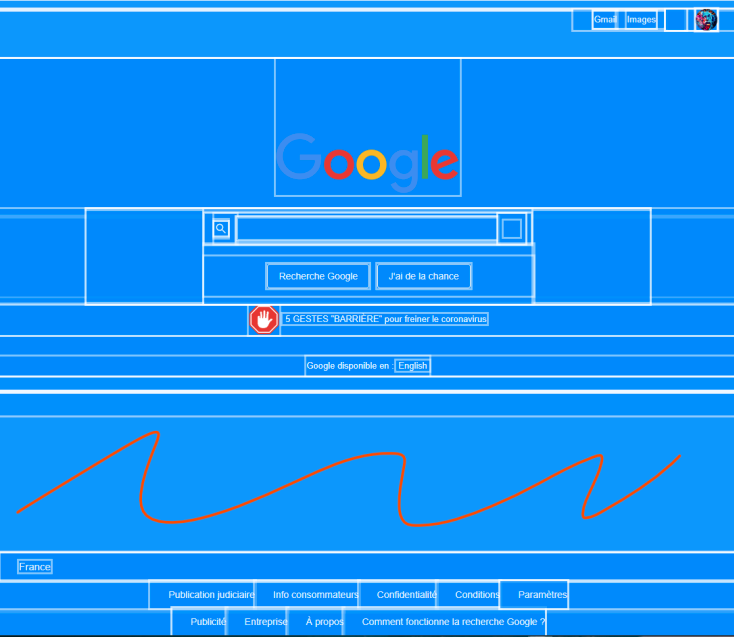 Gmail Images
Google
Recherche Google J'ai de la chance
5 GESTES "BARRIÈRE" pour freiner le coronavirus
Google disponible en : English
France
Publication judiciaire Info consommateurs Confidentialité Conditions Paramètres
Publicité Entreprise À propos Comment fonctionne la recherche Google ?